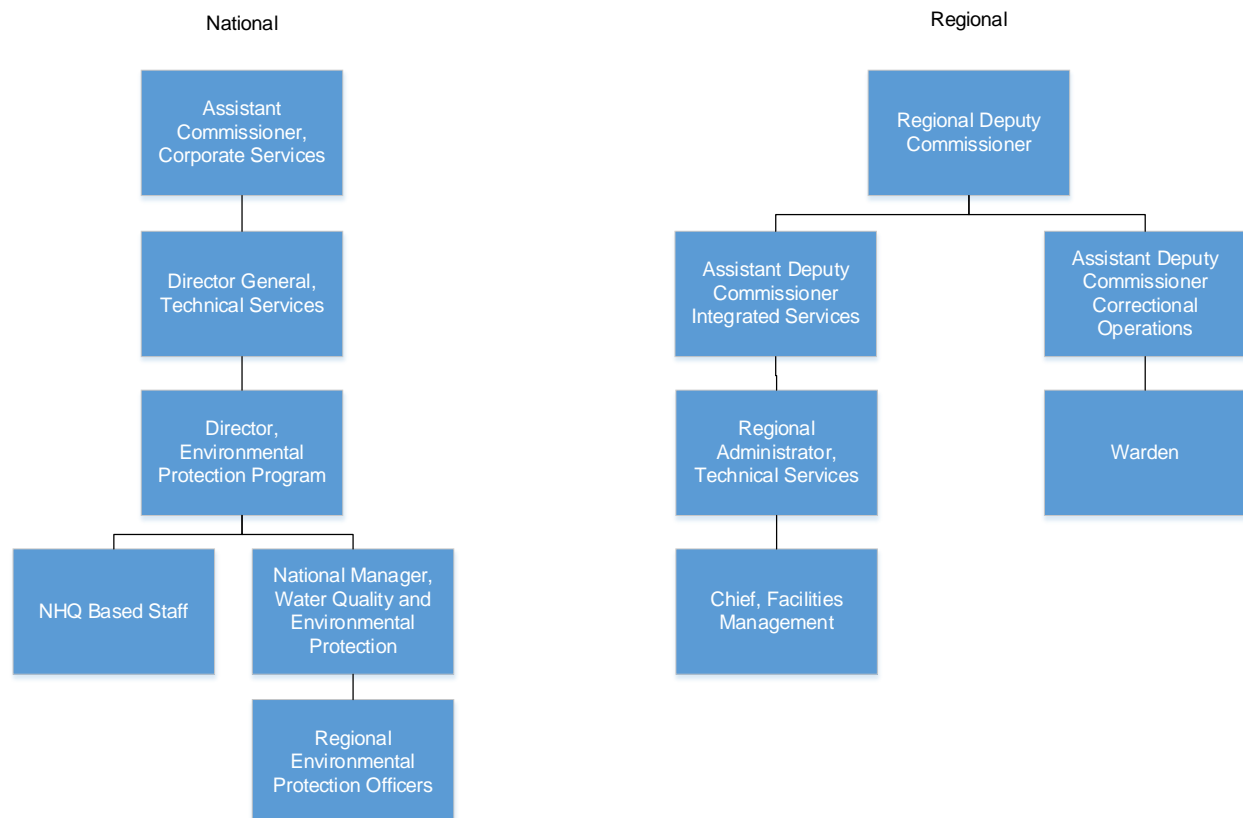 National
Regional
Assistant
Commissioner,
Corporate Services
Regional Deputy
Commissioner
Director General,
Technical Services
Assistant Deputy
Commissioner
Integrated Services
Assistant Deputy
Commissioner
Correctional
Operations
Director,
Environmental
Protection Program
Regional
Administrator,
Technical Services
Warden
NHQ Based Staff
National Manager,
Water Quality and
Environmental
Protection
Chief, Facilities
Management
Regional
Environmental
Protection Officers